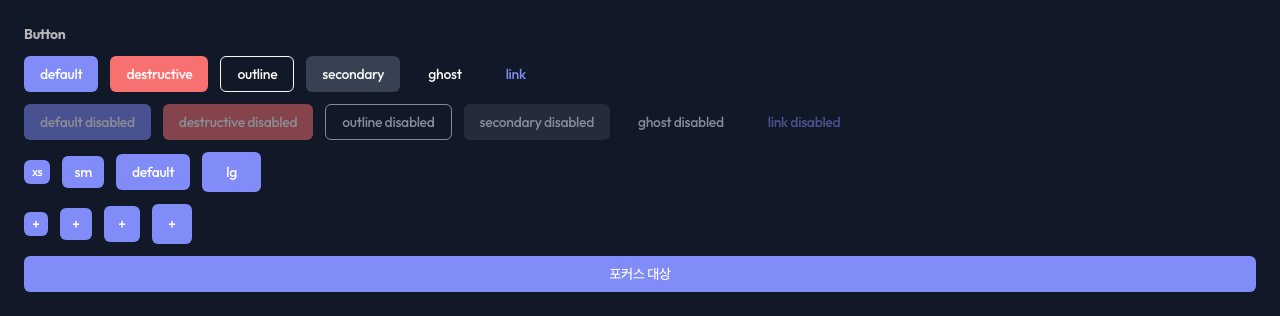 Button
default destructive outline secondary ghost link
default disabled destructive disabled outline disabled secondary disabled ghost disabled link disabled
xs sm default lg
+ + + +
포커스 대상